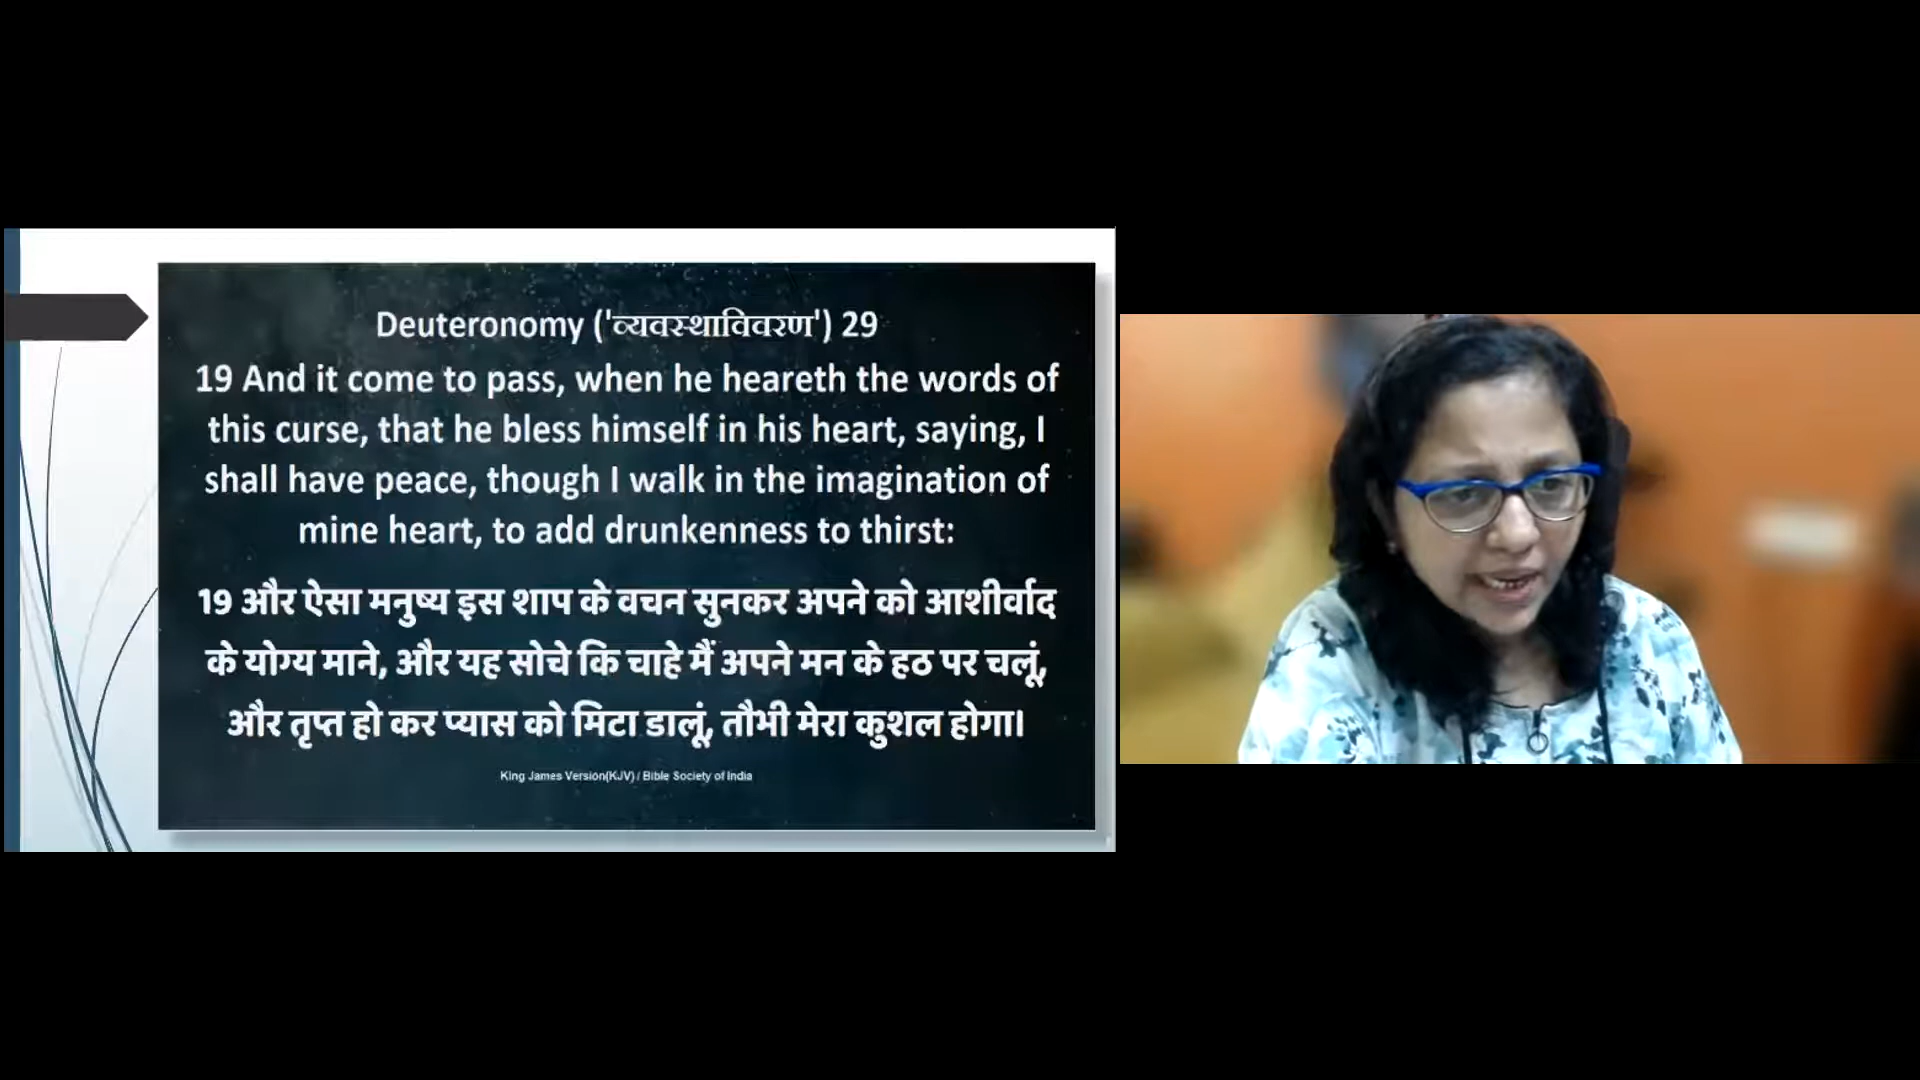 Deuteronomy ('व्यवस्थाविवरण') 29
19 And it come to pass, when he heareth the words of
this curse, that he bless himself in his heart, saying, I
shall have peace, though I walk in the imagination of
mine heart, to add drunkenness to thirst:
19 और ऐसा मनुष्य इस शाप के वचन सुनकर अपने को आशीर्वाद
के योग्य माने, और यह सोचे कि चाहे मैं अपने मन के हठ पर चलूं,
और तृप्त हो कर प्यास को मिटा डालूं, तौभी मेरा कुशल होगा।
King James Version(KJV) / Bible Society of India